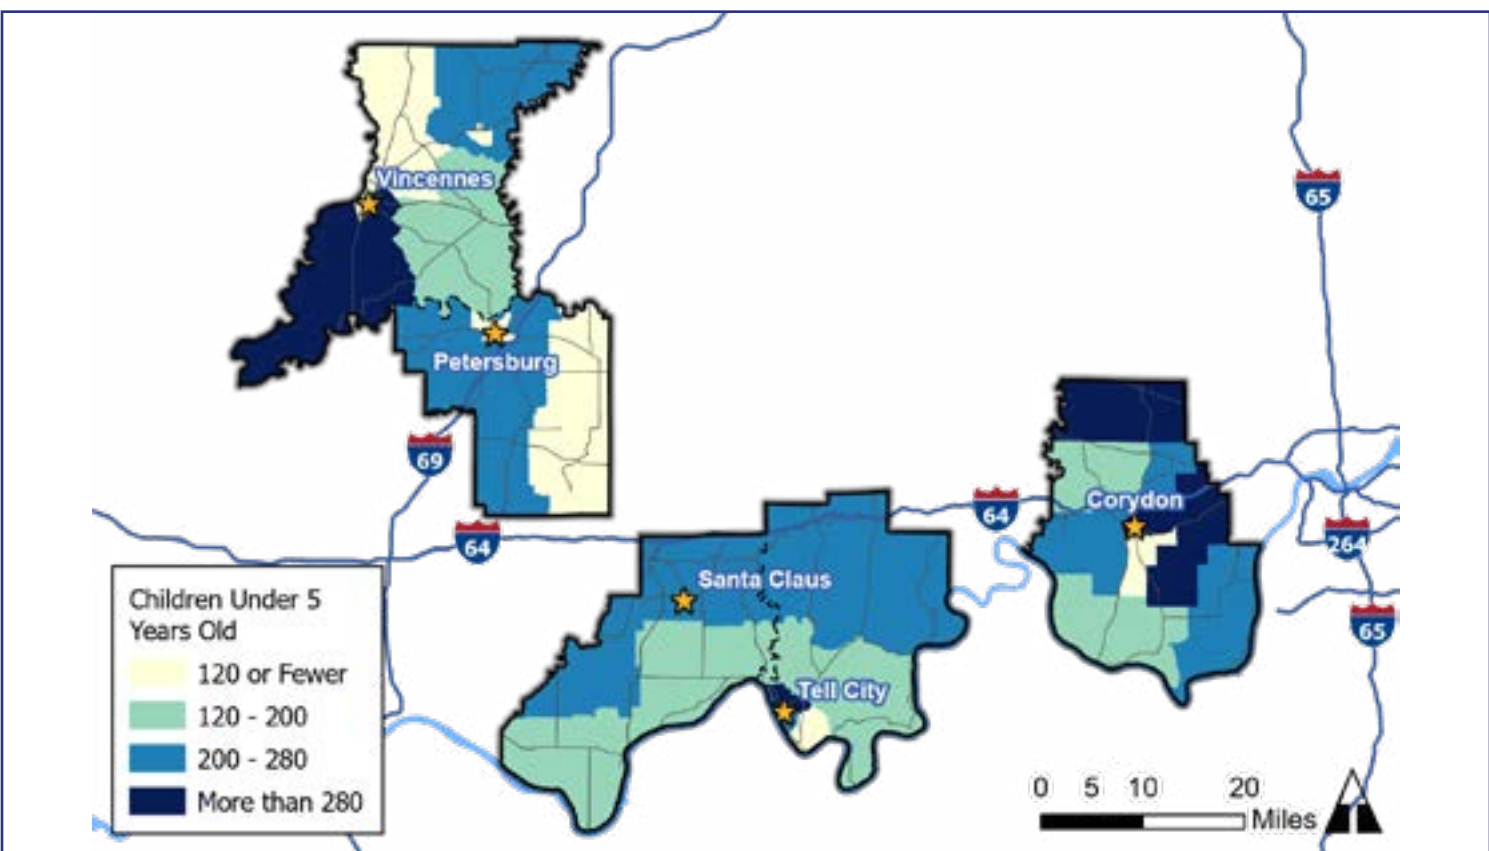 65
Vincennes
Petersburg
69
64
64
Corydon
264
Santa Claus
65
Tell City
Children Under 5
Years Old
120 or Fewer
120 - 200
200 - 280
More than 280
0 5 10 20
Miles